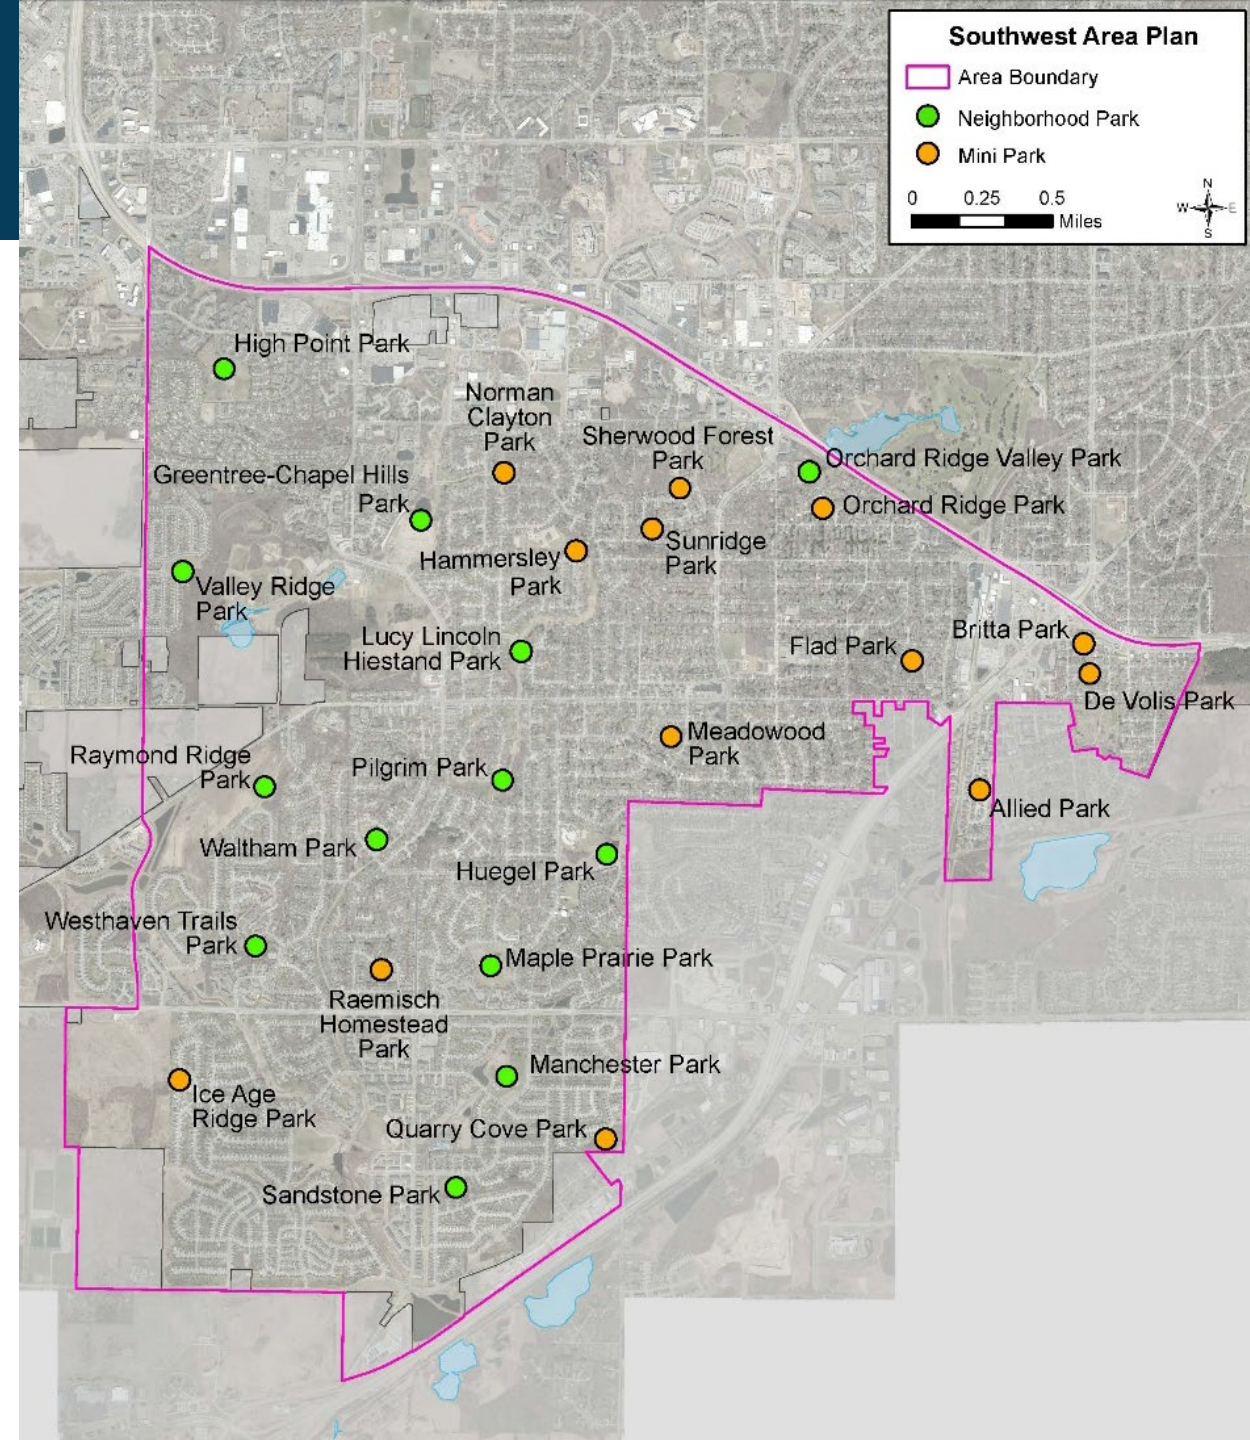 Southwest Area Plan
Area Boundary
Neighborhood Park
Mini Park
0 0.25 0.5
Miles
N
W E
S
High Point Park
Norman
Clayton
Park
Sherwood Forest
Park
Orchard Ridge Valley Park
Greentree-Chapel Hills
Park
Orchard Ridge Park
Sunridge
Park
Hammersley
Park
Valley Ridge
Park
Lucy Lincoln
Hiestand Park
Flad Park
Britta Park
De Volis Park
Meadowood
Park
Raymond Ridge
Park
Pilgrim Park
Allied Park
Waltham Park
Huegel Park
Westhaven Trails
Park
Maple Prairie Park
Raemisch
Homestead
Park
Manchester Park
Ice Age
Ridge Park
Quarry Cove Park
Sandstone Park